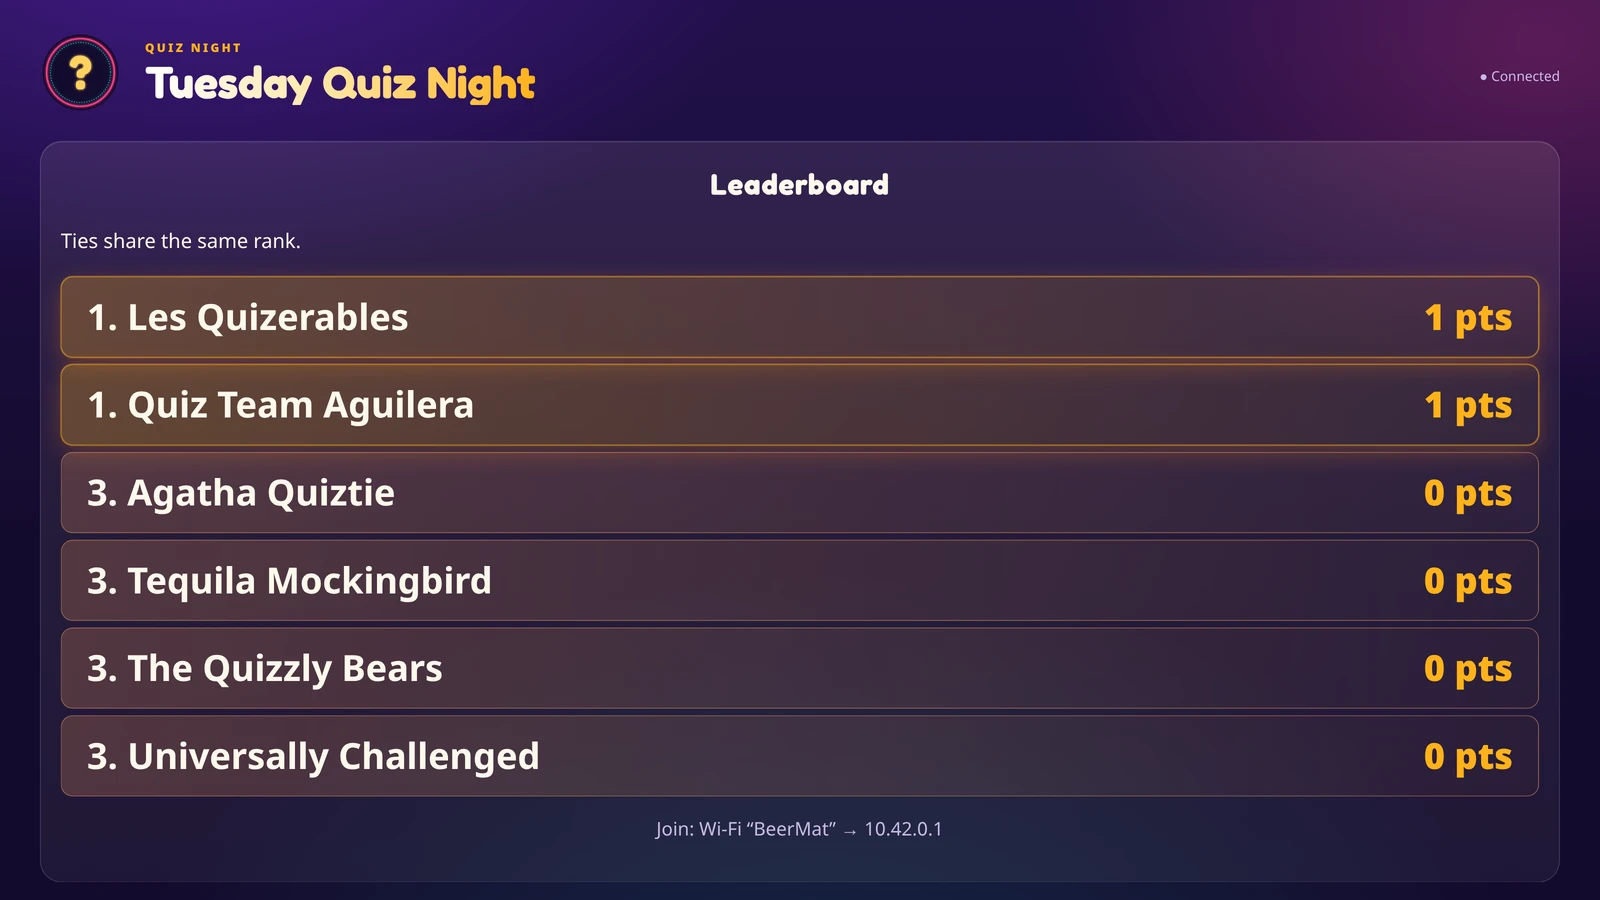 ?
QUIZ NIGHT
Tuesday Quiz Night
● Connected
Leaderboard
Ties share the same rank.
1. Les Quizerables 1 pts
1. Quiz Team Aguilera 1 pts
3. Agatha Quiztie 0 pts
3. Tequila Mockingbird 0 pts
3. The Quizzly Bears 0 pts
3. Universally Challenged 0 pts
Join: Wi-Fi “BeerMat” → 10.42.0.1